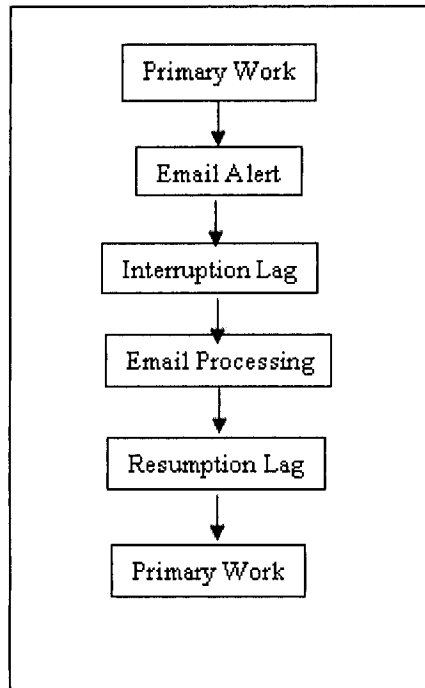 Primary Work
Email Alert
Interruption Lag
Email Processing
Resumption Lag
Primary Work